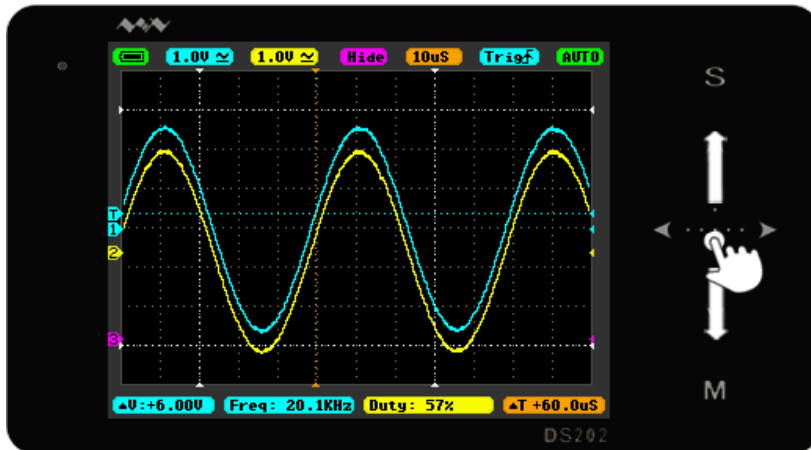 1.0V 1.0V Hide 10uS Trig AUTO
S
T
1
2
3
M
▲V:+6.00V Freq: 20.1KHz Duty: 57% ▲T +60.0uS
DS202